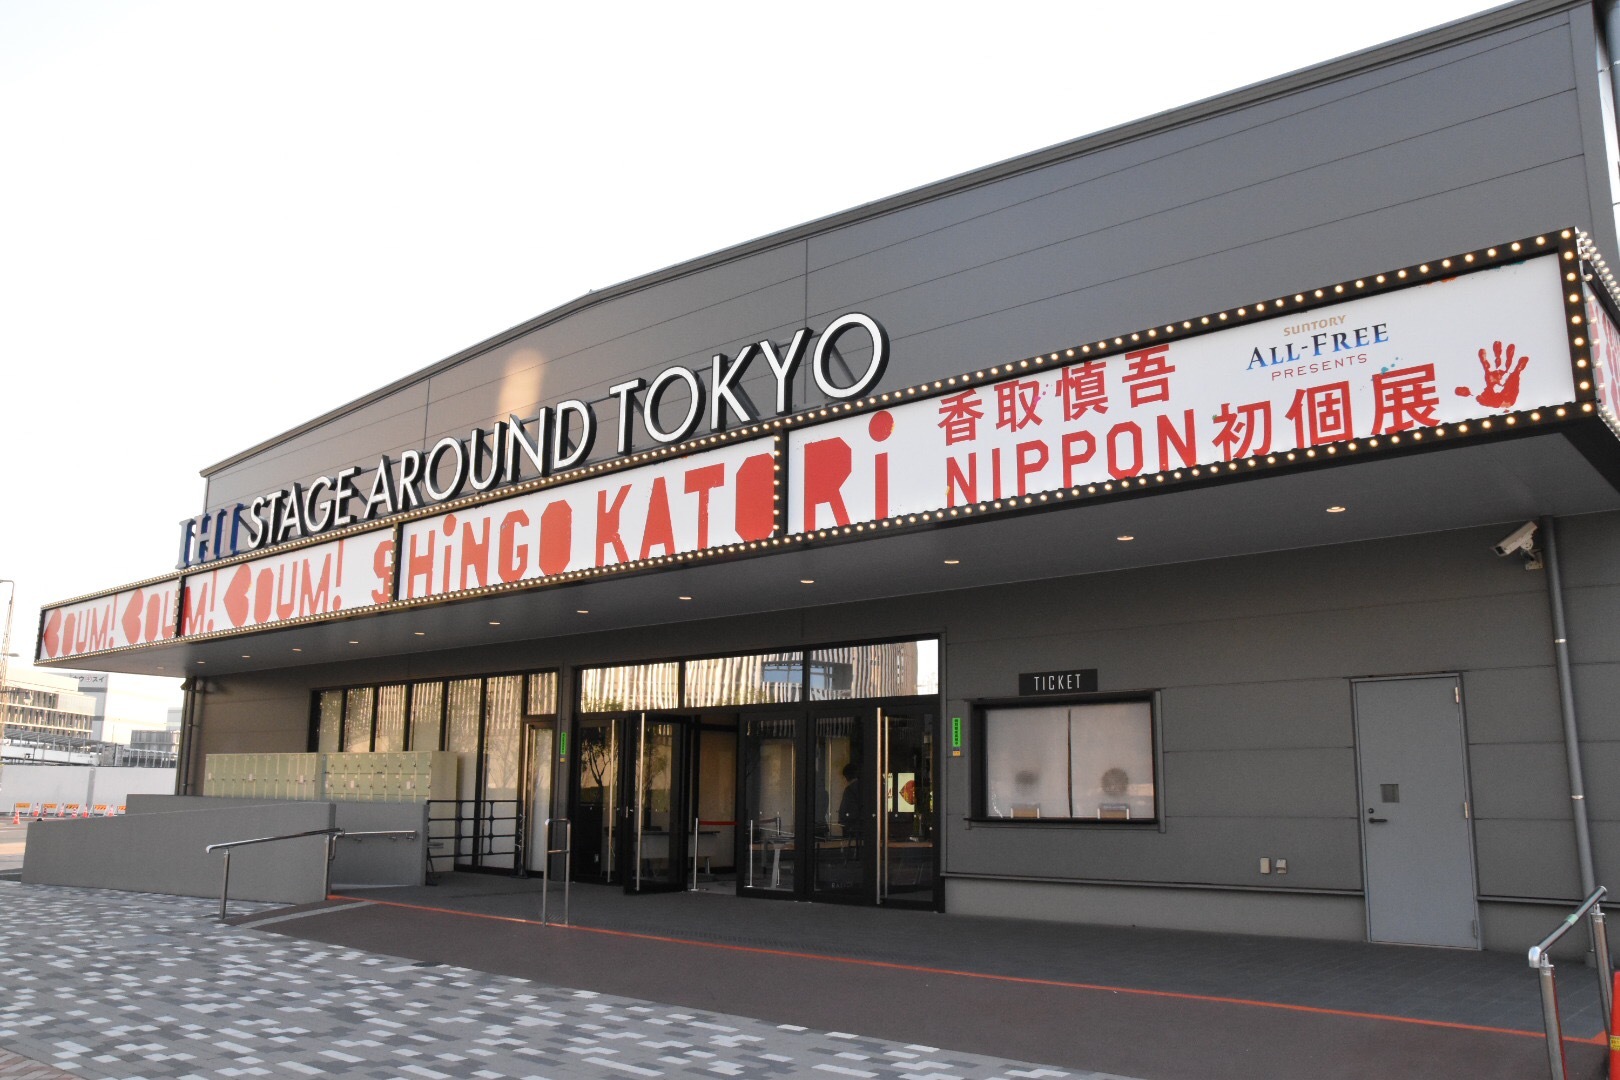 IHI STAGE AROUND TOKYO
BOUM! BOUM! BOUM! SHiNGO KATORi
香取慎吾
NIPPON初個展
SUNTORY
ALL-FREE
PRESENTS
TICKET